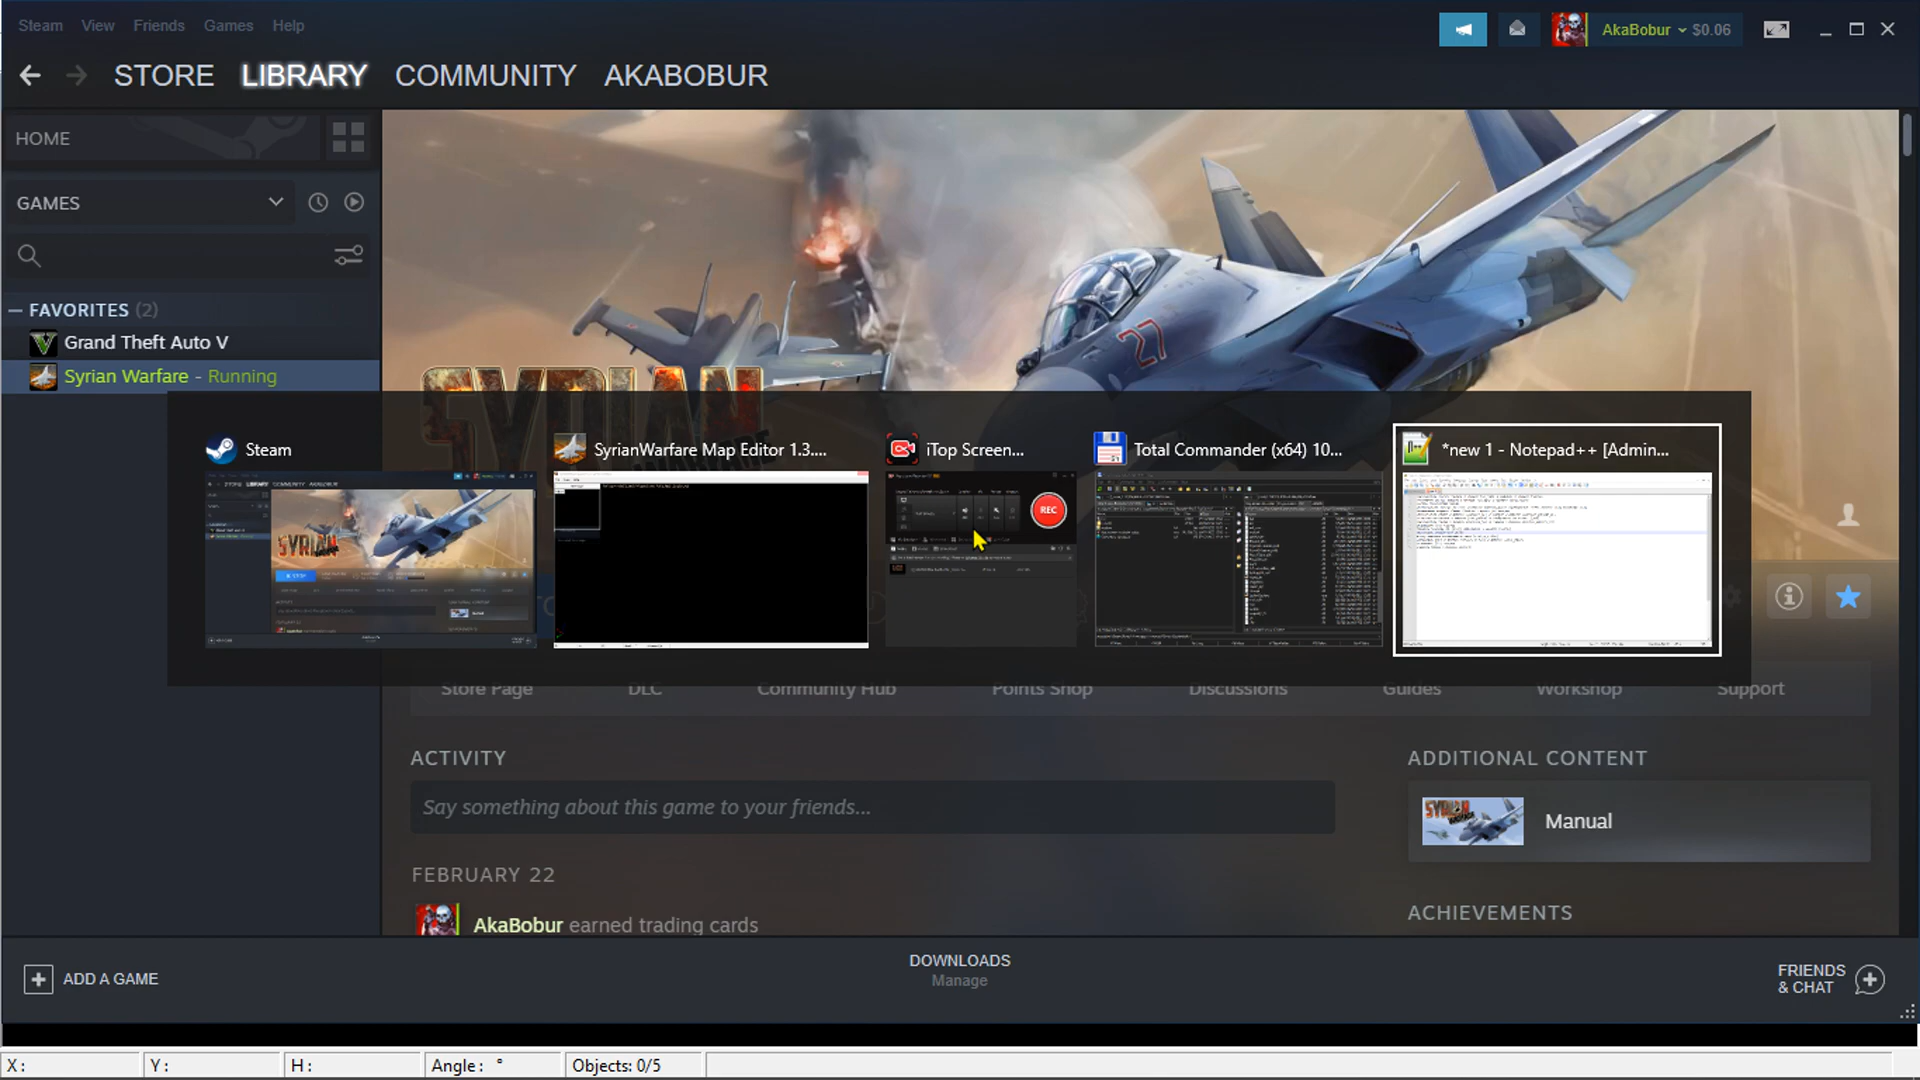 Steam View Friends Games Help
AkaBobur $0.06
STORE LIBRARY COMMUNITY AKABOBUR
HOME
GAMES
FAVORITES (2)
Grand Theft Auto V
Syrian Warfare - Running
27
SYRIAN
Steam
SyrianWarfare Map Editor 1.3....
iTop Screen...
Total Commander (x64) 10...
*new 1 - Notepad++ [Admin...
REC
Store Page DLC Community Hub Points Shop Discussions Guides Workshop Support
ACTIVITY
Say something about this game to your friends...
FEBRUARY 22
AkaBobur earned trading cards
ADDITIONAL CONTENT
Manual
ACHIEVEMENTS
ADD A GAME
DOWNLOADS
Manage
FRIENDS
& CHAT
X: Y: H: Angle: ° Objects: 0/5